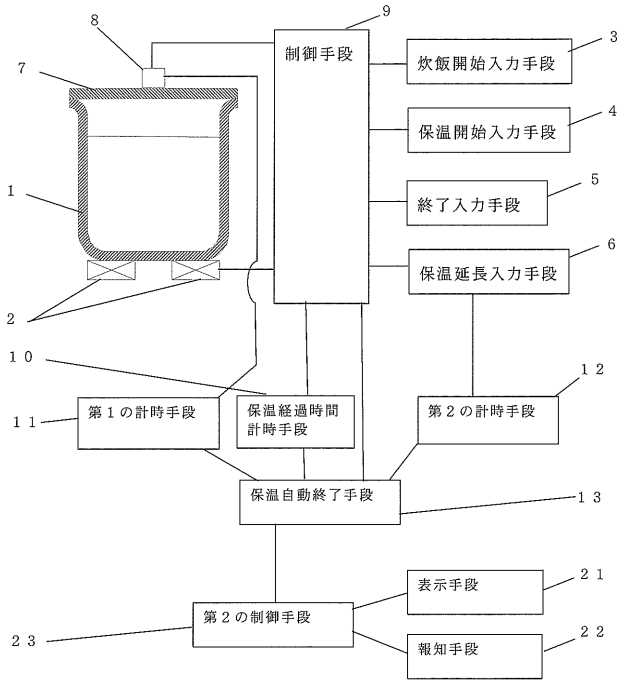 9
8
制御手段
3
7
炊飯開始入力手段
4
保温開始入力手段
1
5
終了入力手段
6
保温延長入力手段
2
10
12
11
第1の計時手段
保温経過時間
計時手段
第2の計時手段
保温自動終了手段
13
21
表示手段
第2の制御手段
23
22
報知手段